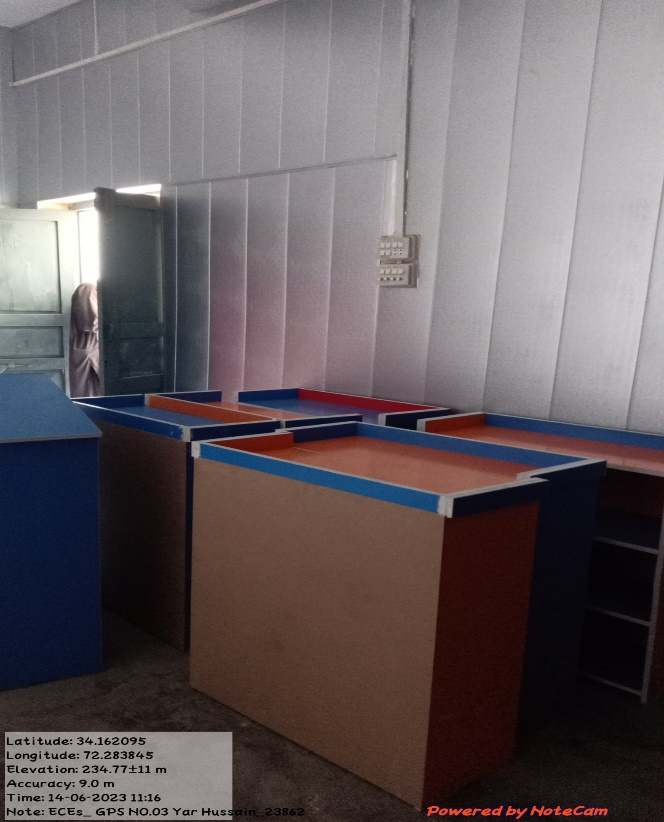 Latitude: 34.162095
Longitude: 72.283845
Elevation: 234.77±11 m
Accuracy: 9.0 m
Time: 14-06-2023 11:16
Note: ECEs_ GPS NO.03 Yar Hussain_23862
Powered by NoteCam